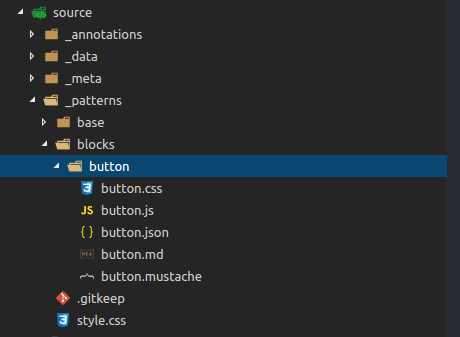 source
_annotations
_data
_meta
_patterns
base
blocks
button
button.css
JS button.js
{ } button.json
M↓ button.md
button.mustache
.gitkeep
style.css